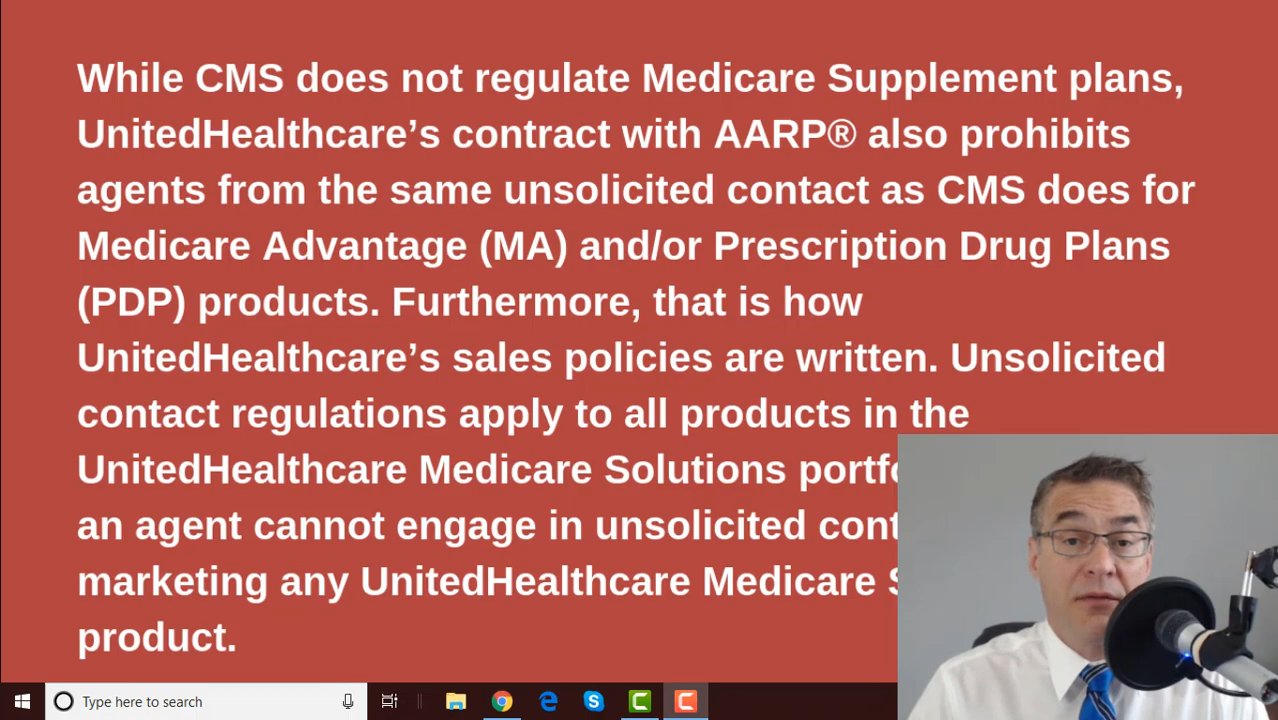 While CMS does not regulate Medicare Supplement plans,
UnitedHealthcare’s contract with AARP® also prohibits
agents from the same unsolicited contact as CMS does for
Medicare Advantage (MA) and/or Prescription Drug Plans
(PDP) products. Furthermore, that is how
UnitedHealthcare’s sales policies are written. Unsolicited
contact regulations apply to all products in the
UnitedHealthcare Medicare Solutions
an agent cannot engage in unsolicited
marketing any UnitedHealthcare Medicare
product.
Type here to search